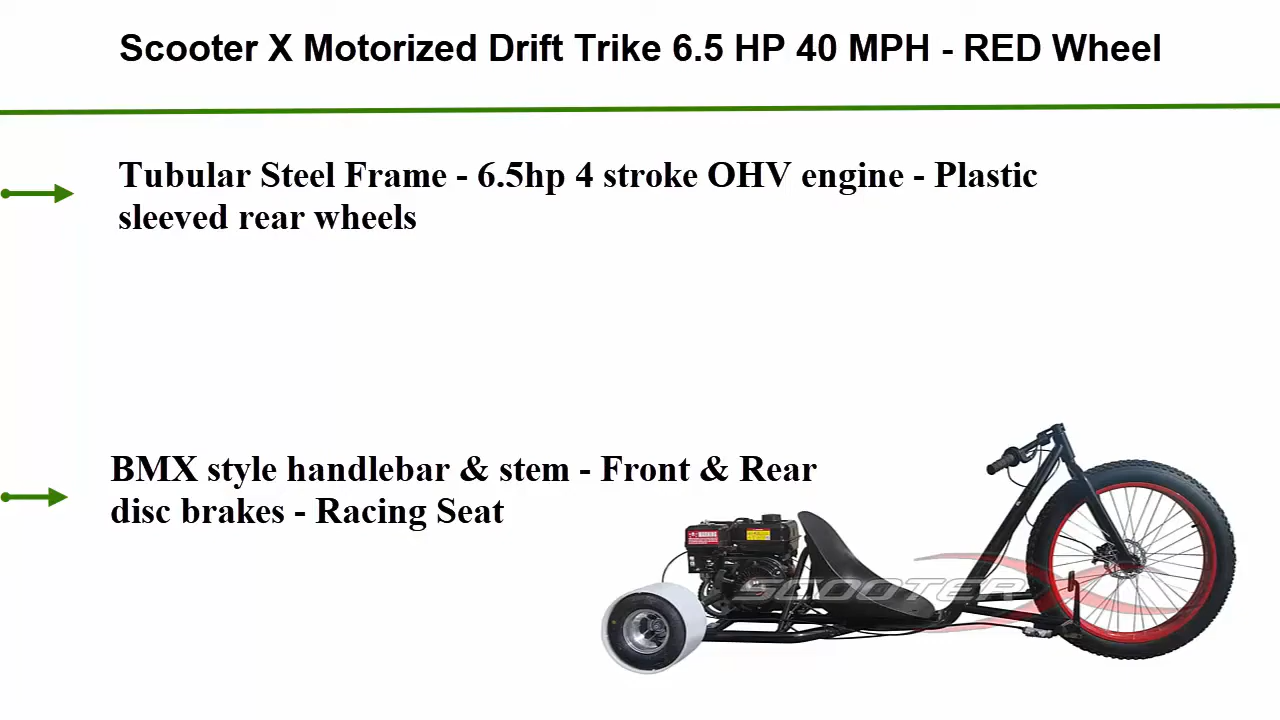 Scooter X Motorized Drift Trike 6.5 HP 40 MPH - RED Wheel
Tubular Steel Frame - 6.5hp 4 stroke OHV engine - Plastic
sleeved rear wheels
BMX style handlebar & stem - Front & Rear
disc brakes - Racing Seat
SCOOTERX